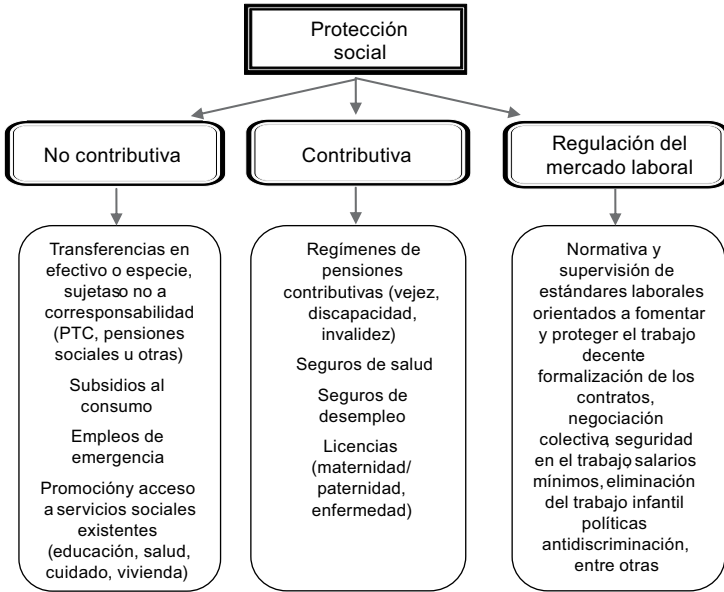 Protección
social
No contributiva
Contributiva
Regulación del
mercado laboral
Transferencias en
efectivo o especie,
sujetaso no a
corresponsabilidad
(PTC, pensiones
sociales u otras)
Subsidios al
consumo
Empleos de
emergencia
Promocióny acceso
a servicios sociales
existentes
(educación, salud,
cuidado, vivienda)
Regímenes de
pensiones
contributivas (vejez,
discapacidad,
invalidez)
Seguros de salud
Seguros de
desempleo
Licencias
(maternidad/
paternidad,
enfermedad)
Normativa y
supervisión de
estándares laborales
orientados a fomentar
y proteger el trabajo
decente
formalización de los
contratos,
negociación
colectiva, seguridad
en el trabajo, salarios
mínimos, eliminación
del trabajo infantil
políticas
antidiscriminación,
entre otras